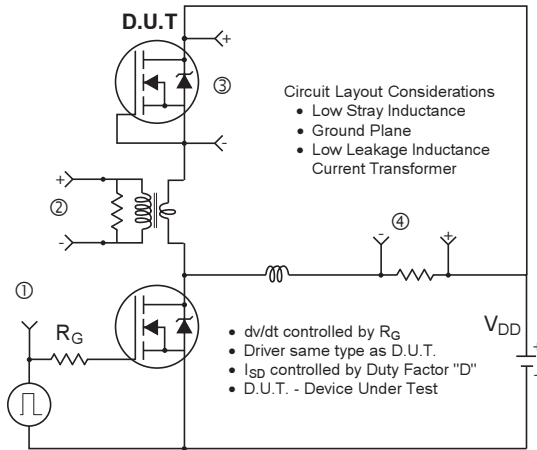 D.U.T
+
③
-
Circuit Layout Considerations
• Low Stray Inductance
• Ground Plane
• Low Leakage Inductance
Current Transformer
+
②
-
-
④
+
①
R_G
• dv/dt controlled by R_G
• Driver same type as D.U.T.
• I_SD controlled by Duty Factor "D"
• D.U.T. - Device Under Test
V_DD
+
-